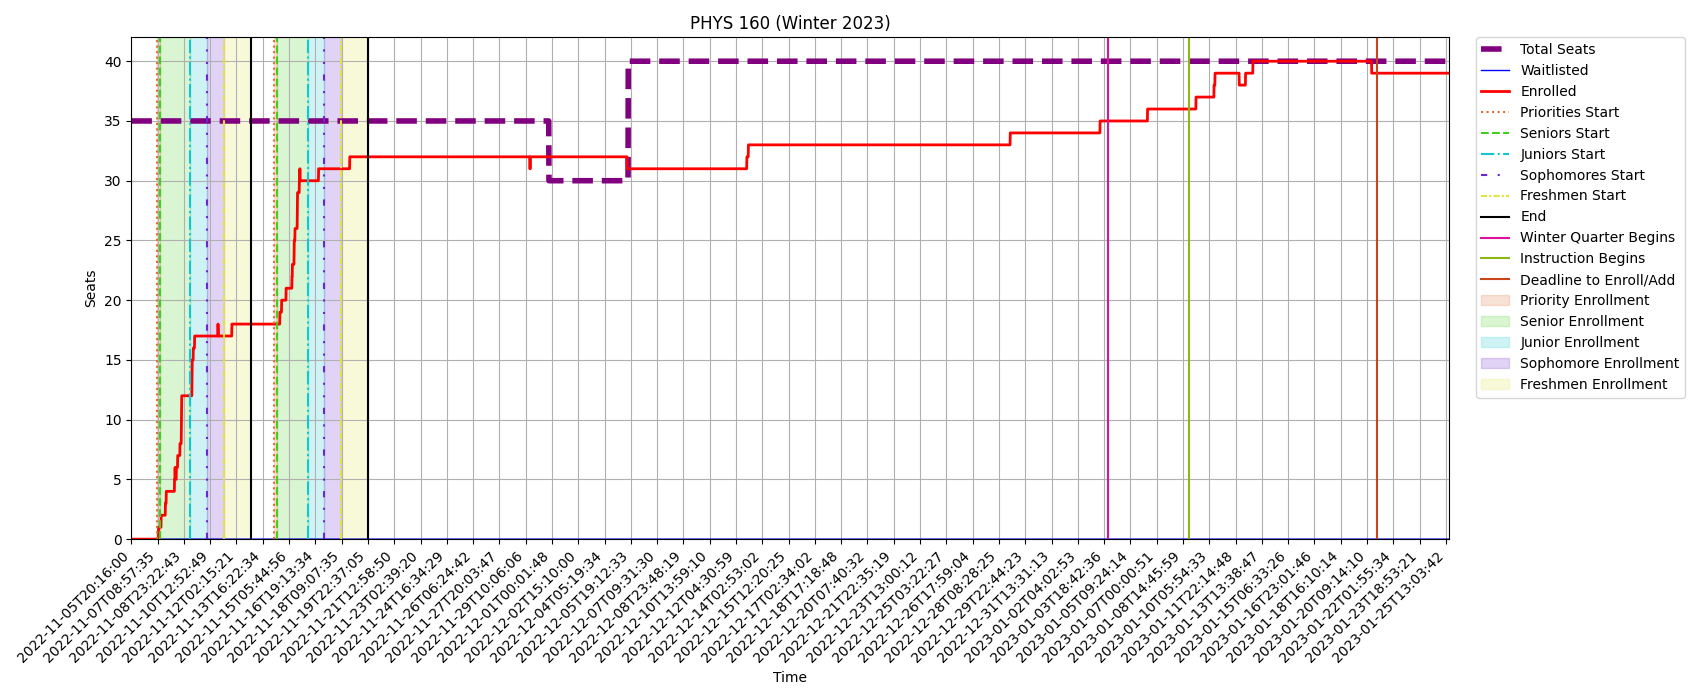 PHYS 160 (Winter 2023)
Seats
40
35
30
25
20
15
10
5
0
2022-11-05T20:16:00
2022-11-07T08:57:35
2022-11-08T23:22:43
2022-11-10T12:52:49
2022-11-12T02:15:21
2022-11-13T16:22:34
2022-11-15T05:44:56
2022-11-16T19:13:34
2022-11-18T09:07:35
2022-11-19T22:37:05
2022-11-21T12:58:50
2022-11-23T02:39:20
2022-11-24T16:34:29
2022-11-26T06:24:42
2022-11-27T20:03:47
2022-11-29T10:06:06
2022-12-01T00:01:48
2022-12-02T15:10:00
2022-12-04T05:19:34
2022-12-05T19:12:33
2022-12-07T09:31:30
2022-12-08T23:48:19
2022-12-10T13:59:10
2022-12-12T04:30:59
2022-12-14T02:53:02
2022-12-15T12:20:25
2022-12-17T02:34:02
2022-12-18T17:18:48
2022-12-20T07:40:32
2022-12-21T22:35:19
2022-12-23T13:00:12
2022-12-25T03:22:27
2022-12-26T17:59:04
2022-12-28T08:28:25
2022-12-29T22:44:23
2022-12-31T13:31:13
2023-01-02T04:02:53
2023-01-03T18:42:36
2023-01-05T09:24:14
2023-01-07T00:00:51
2023-01-08T14:45:59
2023-01-10T05:54:33
2023-01-11T22:14:48
2023-01-13T13:38:47
2023-01-15T06:33:26
2023-01-16T23:01:46
2023-01-18T16:10:14
2023-01-20T09:14:10
2023-01-22T01:55:34
2023-01-23T18:53:21
2023-01-25T13:03:42
Time
Total Seats
Waitlisted
Enrolled
Priorities Start
Seniors Start
Juniors Start
Sophomores Start
Freshmen Start
End
Winter Quarter Begins
Instruction Begins
Deadline to Enroll/Add
Priority Enrollment
Senior Enrollment
Junior Enrollment
Sophomore Enrollment
Freshmen Enrollment